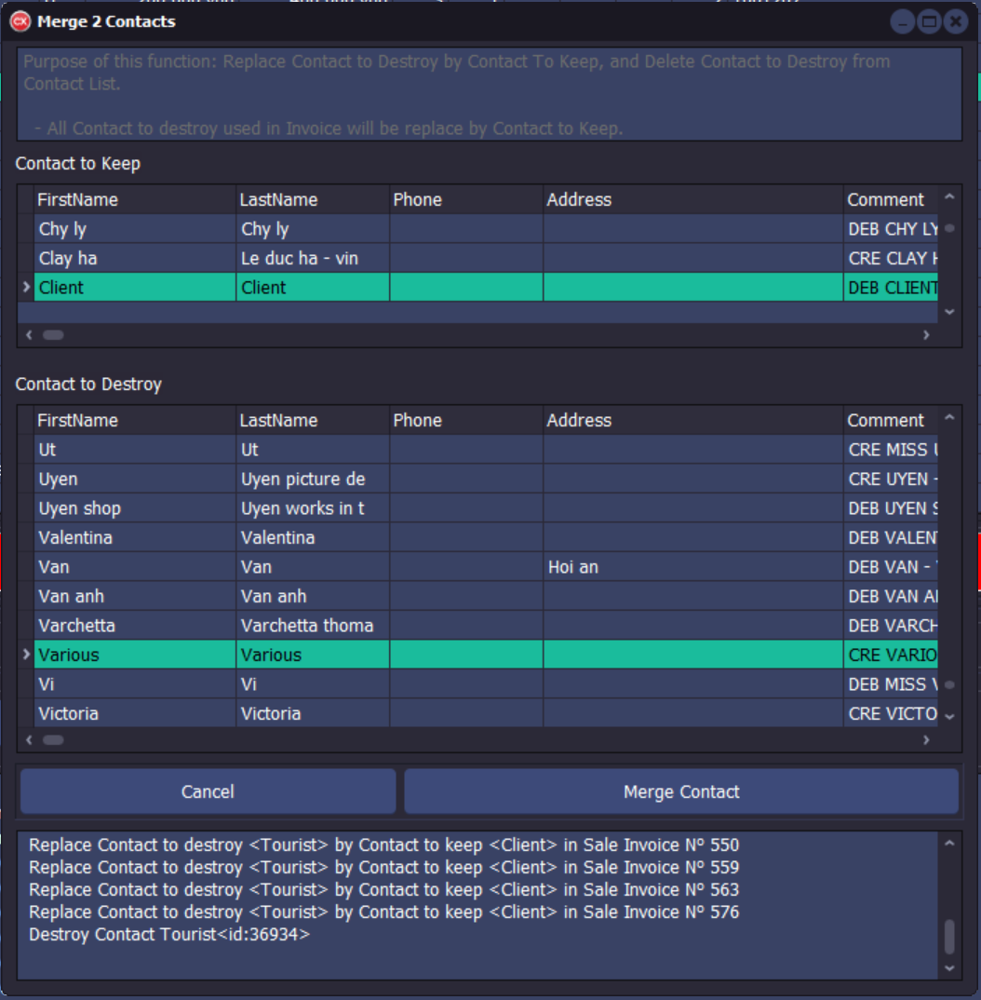 Merge 2 Contacts
Purpose of this function: Replace Contact to Destroy by Contact To Keep, and Delete Contact to Destroy from
Contact List.
- All Contact to destroy used in Invoice will be replace by Contact to Keep.
Contact to Keep
FirstName LastName Phone Address Comment
Chy ly Chy ly DEB CHY LY
Clay ha Le duc ha - vin CRE CLAY
Client Client DEB CLIENT
Contact to Destroy
FirstName LastName Phone Address Comment
Ut Ut CRE MISS
Uyen Uyen picture de CRE UYEN -
Uyen shop Uyen works in t DEB UYEN
Valentina Valentina DEB VALEN
Van Van Hoi an DEB VAN -
Van anh Van anh DEB VAN
Varchetta Varchetta thoma DEB VARCH
Various Various CRE VARIO
Vi Vi DEB MISS
Victoria Victoria CRE VICTO
Cancel Merge Contact
Replace Contact to destroy <Tourist> by Contact to keep <Client> in Sale Invoice Nº 550
Replace Contact to destroy <Tourist> by Contact to keep <Client> in Sale Invoice Nº 559
Replace Contact to destroy <Tourist> by Contact to keep <Client> in Sale Invoice Nº 563
Replace Contact to destroy <Tourist> by Contact to keep <Client> in Sale Invoice Nº 576
Destroy Contact Tourist<id:36934>